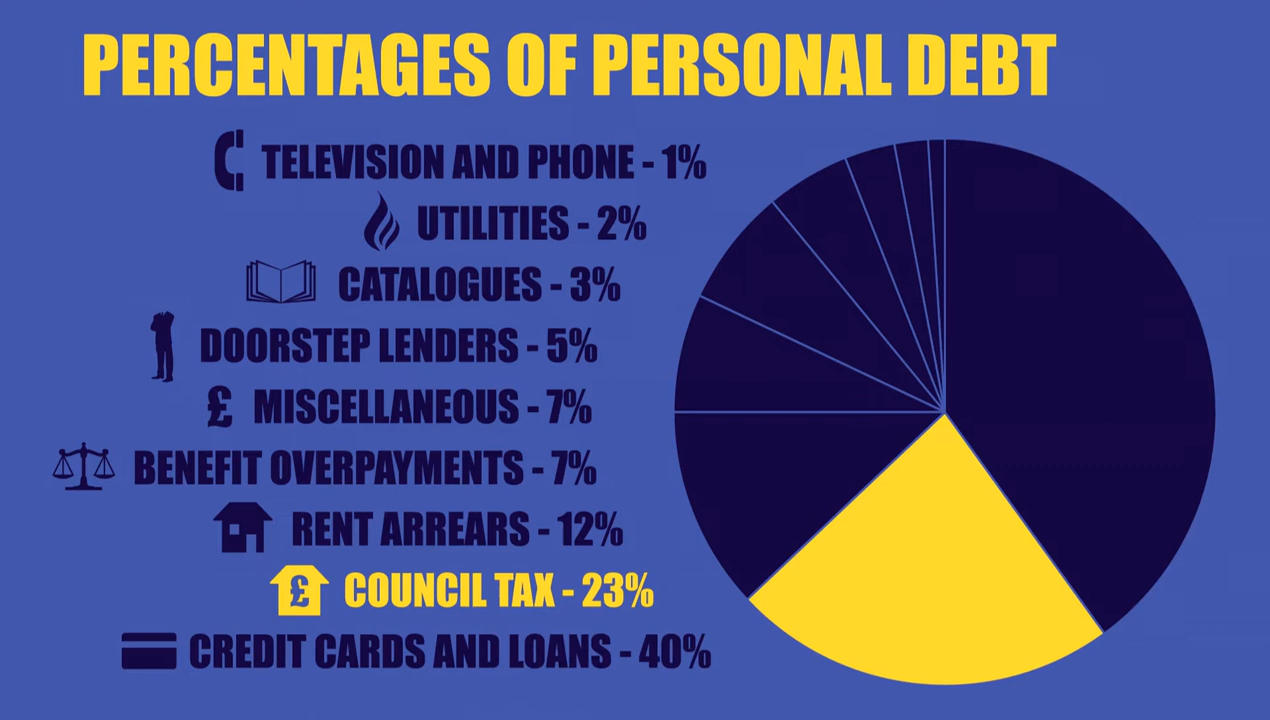 PERCENTAGES OF PERSONAL DEBT
TELEVISION AND PHONE - 1%
UTILITIES - 2%
CATALOGUES - 3%
DOORSTEP LENDERS - 5%
£ MISCELLANEOUS - 7%
BENEFIT OVERPAYMENTS - 7%
RENT ARREARS - 12%
£ COUNCIL TAX - 23%
CREDIT CARDS AND LOANS - 40%